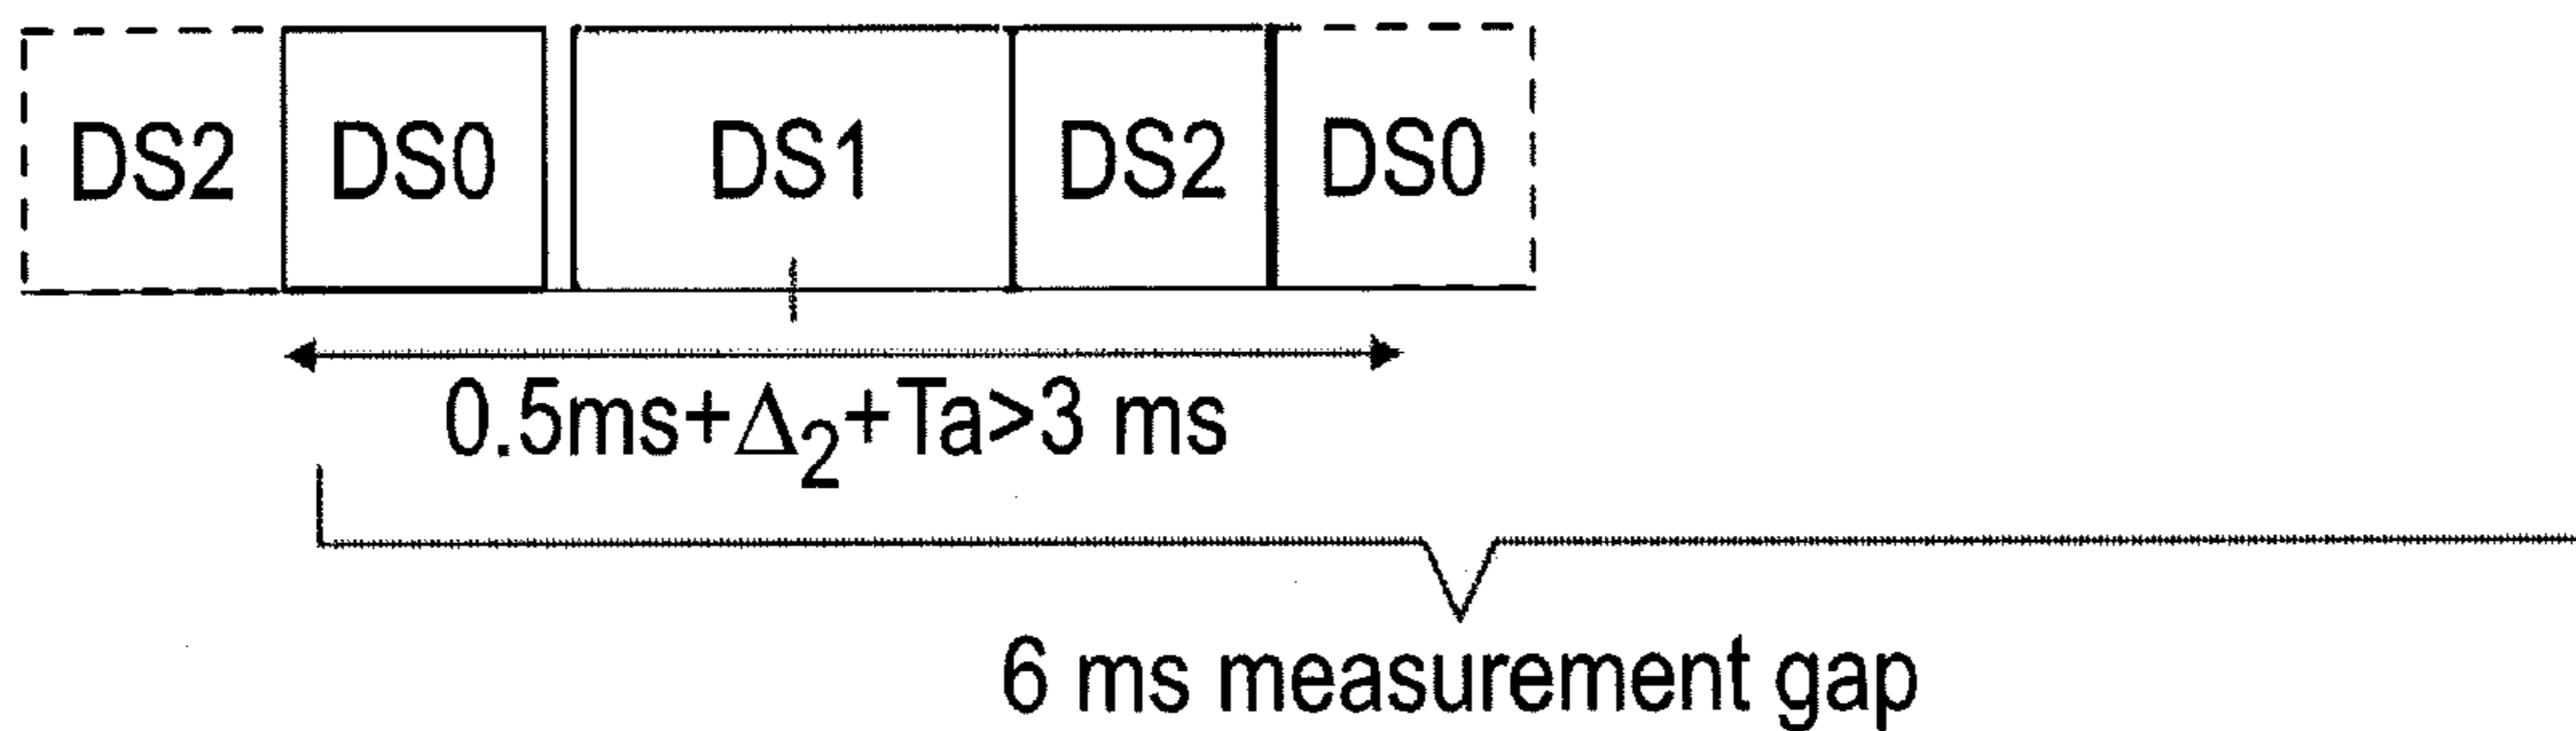 DS2 DS0 DS1 DS2 DS0
0.5ms+Δ₂+Ta>3 ms
6 ms measurement gap